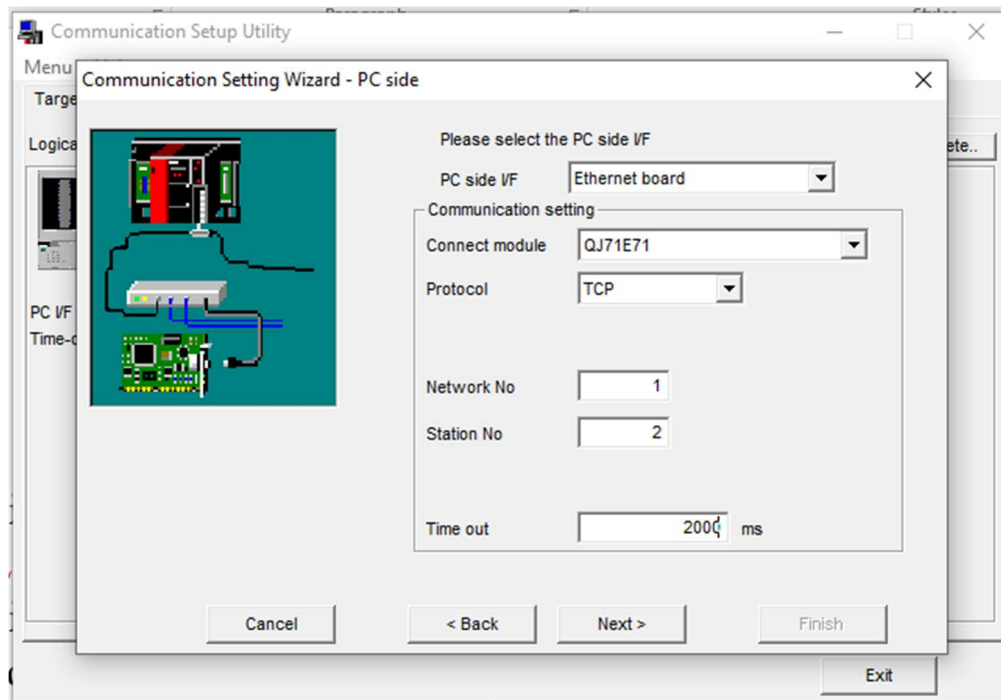 Communication Setup Utility
Menu
Communication Setting Wizard - PC side
Targe
Logica
ete..
Please select the PC side I/F
PC side I/F Ethernet board
Communication setting
Connect module QJ71E71
Protocol TCP
PC I/F
Time-o
Network No 1
Station No 2
Time out 2000 ms
Cancel < Back Next > Finish
Exit